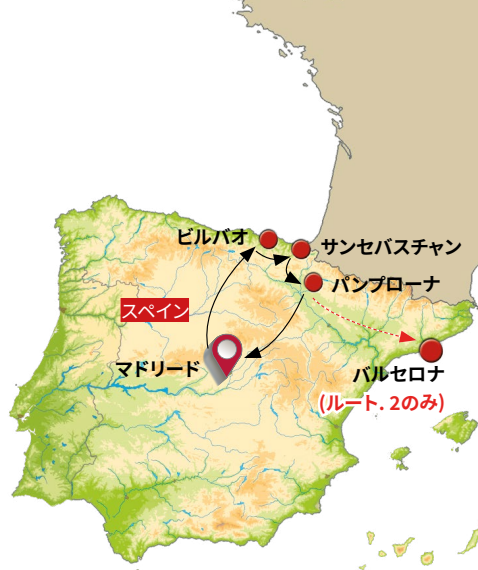 ビルバオ
サンセバスチャン
パンプローナ
スペイン
マドリード
バルセロナ
(ルート. 2のみ)